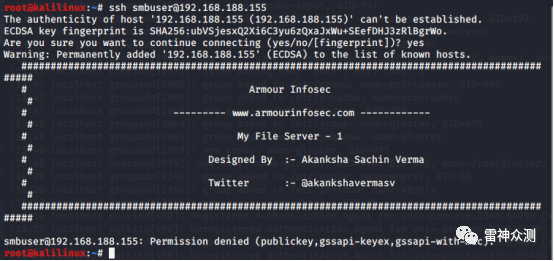 root@kalilinux:~# ssh smbuser@192.168.188.155
The authenticity of host '192.168.188.155 (192.168.188.155)' can't be established.
ECDSA key fingerprint is SHA256:ubVSjesxQ2Xi6C3yu6zQxaJxWu+SEefDHJ3zRlBgrWo.
Are you sure you want to continue connecting (yes/no/[fingerprint])? yes
Warning: Permanently added '192.168.188.155' (ECDSA) to the list of known hosts.
##############################################################################
#####
# Armour Infosec
#
# --------- www.armourinfosec.com ------------
#
# My File Server - 1
#
# Designed By :- Akanksha Sachin Verma
#
# Twitter :- @akankshavermasv
#
##############################################################################
#####
smbuser@192.168.188.155: Permission denied (publickey,gssapi-keyex,gssapi-with-mic).
root@kalilinux:~#
雷神众测